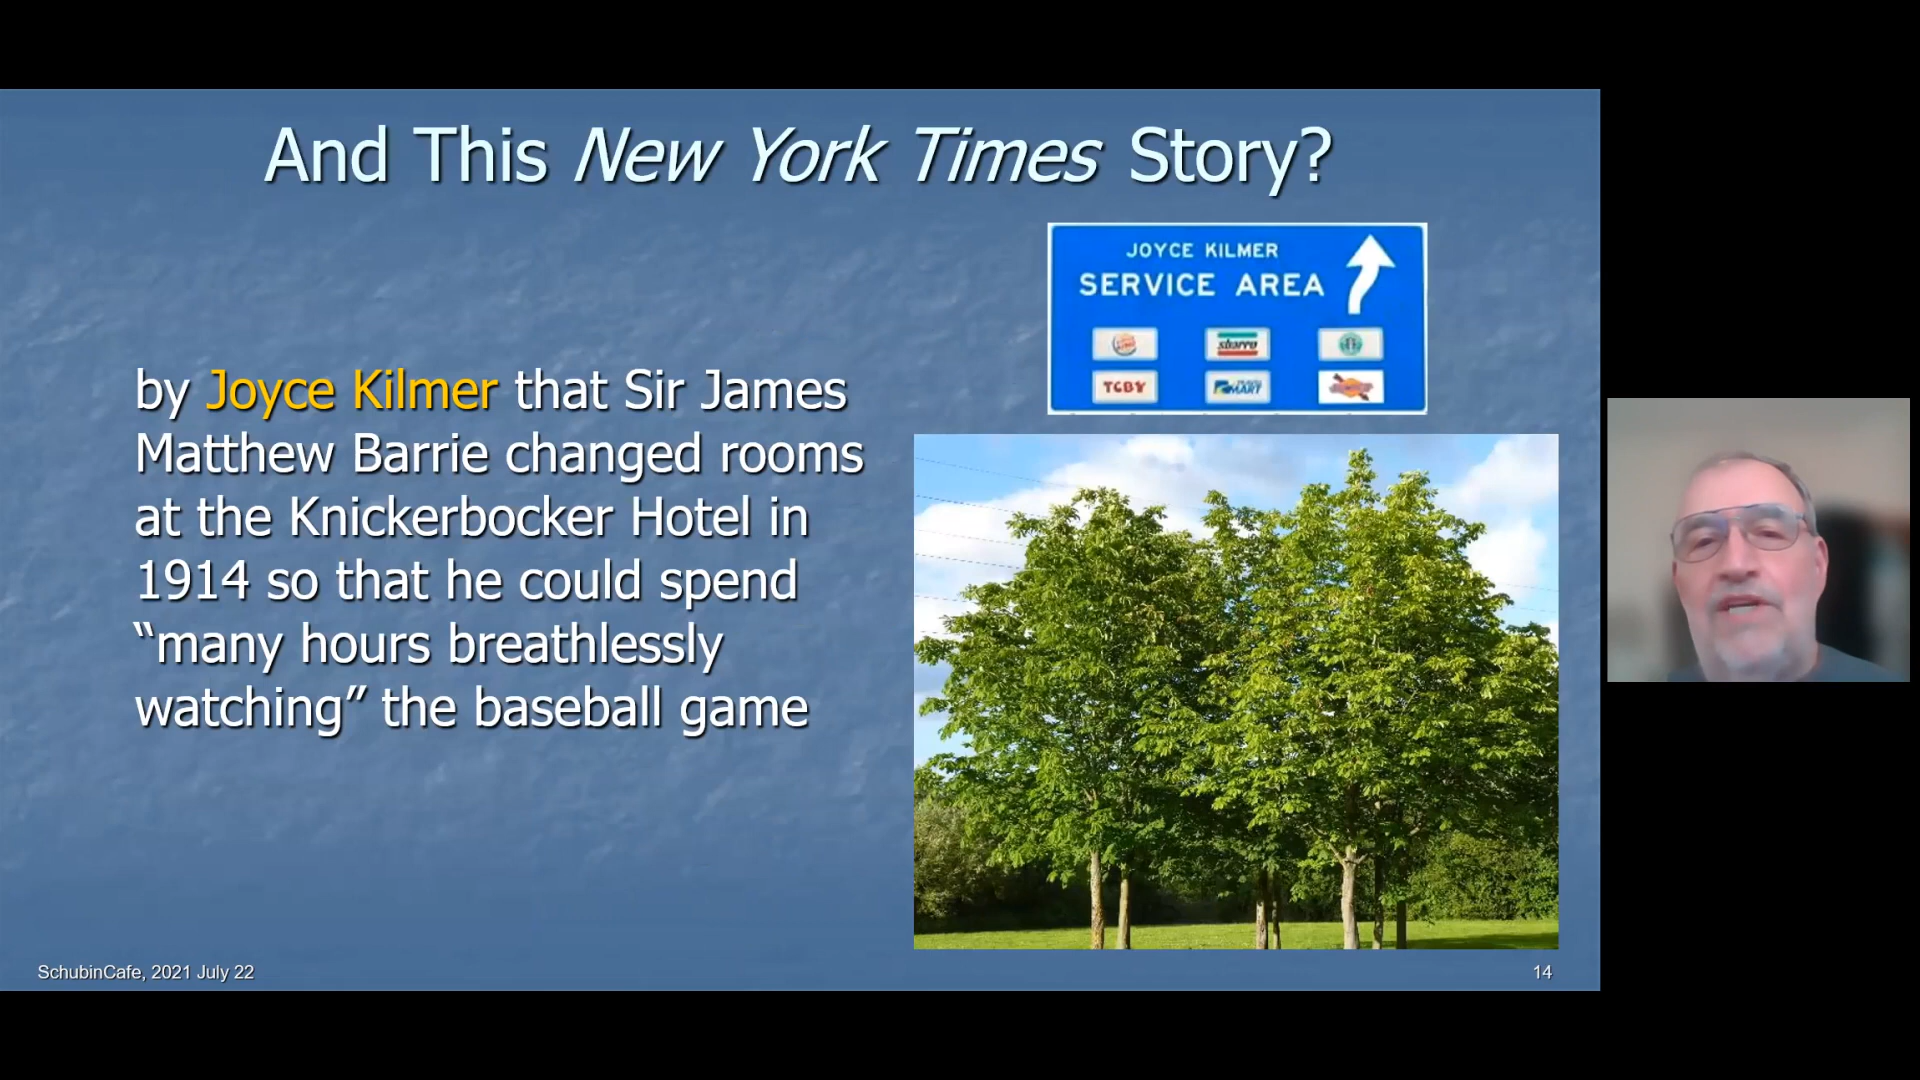 And This New York Times Story?
JOYCE KILMER
SERVICE AREA
sbarro
TCBY
MART
by Joyce Kilmer that Sir James
Matthew Barrie changed rooms
at the Knickerbocker Hotel in
1914 so that he could spend
“many hours breathlessly
watching” the baseball game
SchubinCafe, 2021 July 22
14